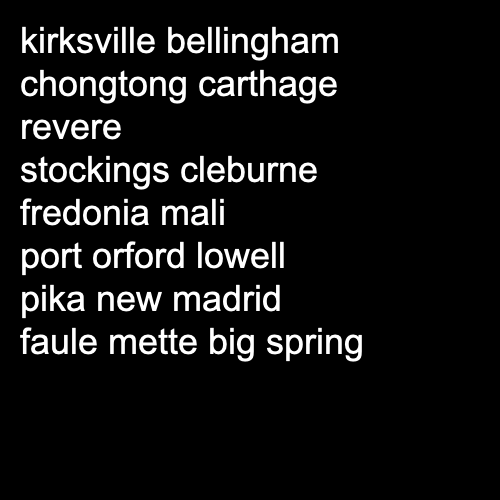 kirksville bellingham
chongtong carthage
revere
stockings cleburne
fredonia mali
port orford lowell
pika new madrid
faule mette big spring